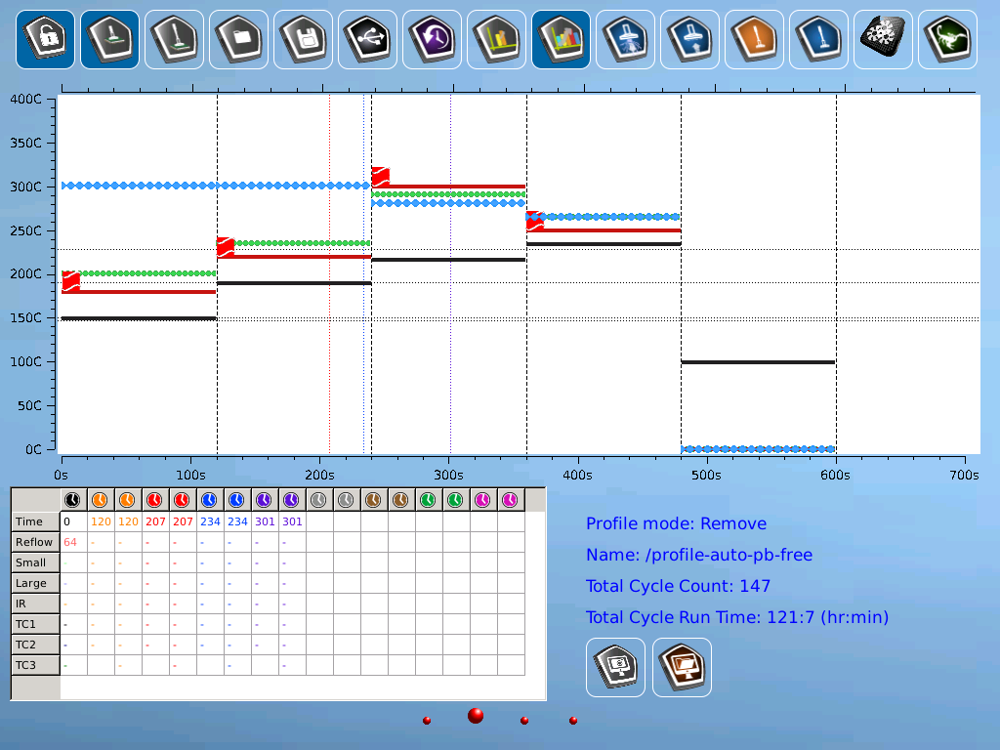 400C
350C
300C
250C
200C
150C
100C
50C
0C
0s 100s 200s 300s 400s 500s 600s 700s
Time 0 120 120 207 207 234 234 301 301
Reflow 64 - - - - - - - -
Small - - - - - - - - -
Large - - - - - - - - -
IR - - - - - - - - -
TC1 - - - - - - - - -
TC2 - - - - - - - - -
TC3 - - - - -
Profile mode: Remove
Name: /profile-auto-pb-free
Total Cycle Count: 147
Total Cycle Run Time: 121:7 (hr:min)